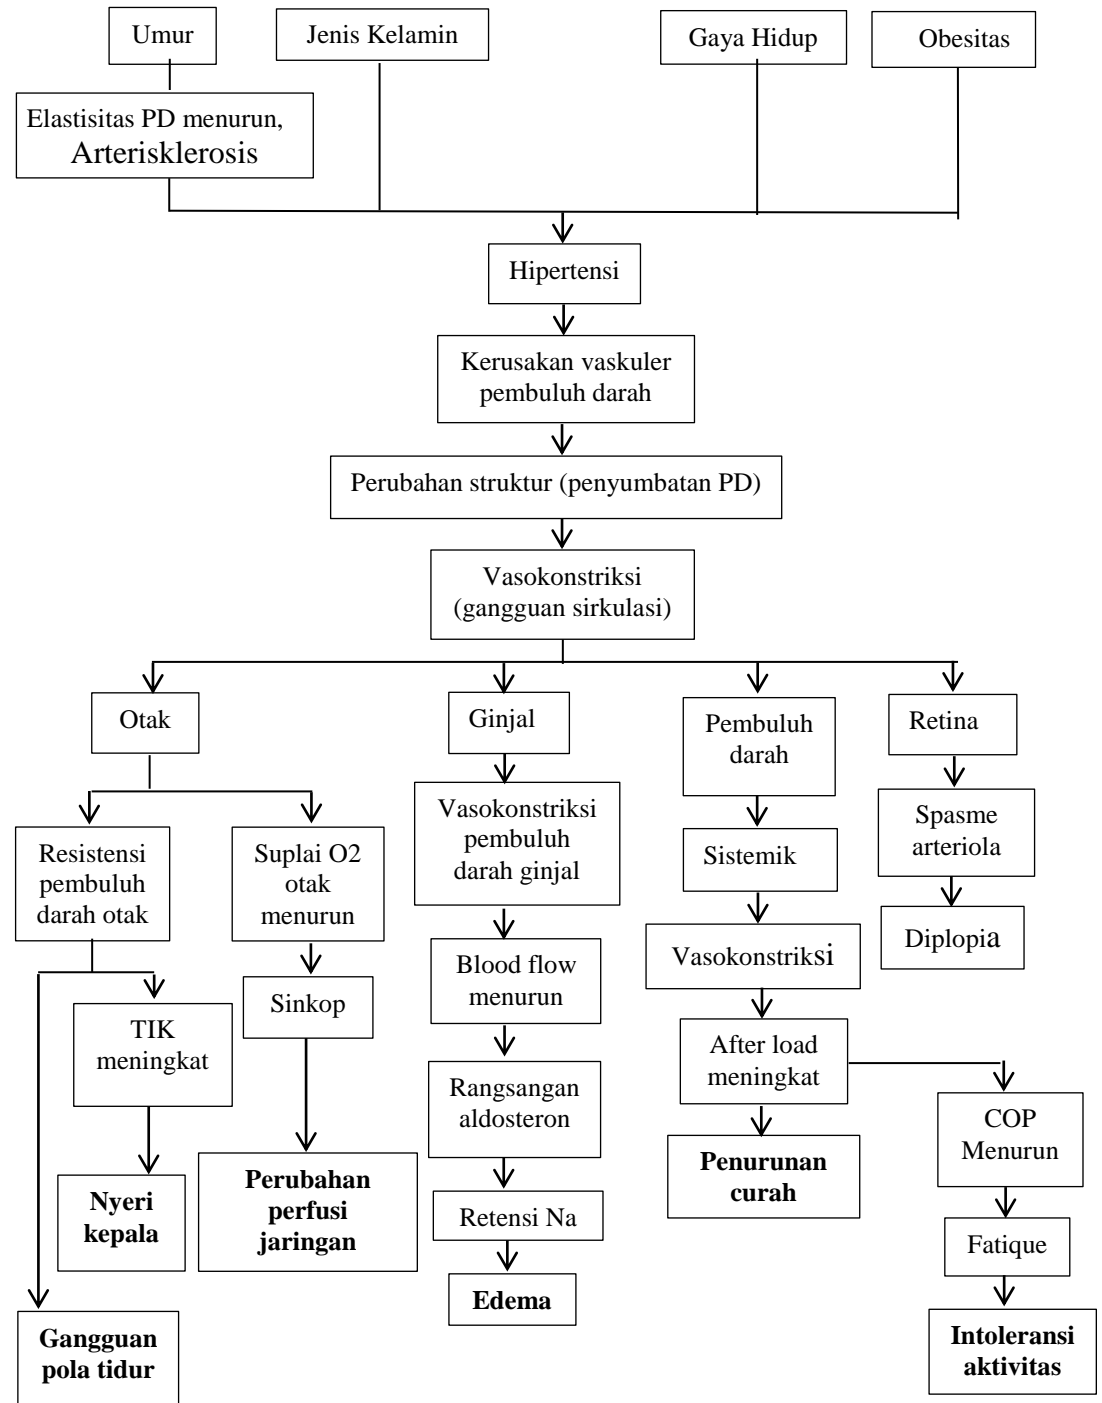 Umur
Jenis Kelamin
Gaya Hidup
Obesitas
Elastisitas PD menurun,
Arterisklerosis
Hipertensi
Kerusakan vaskuler
pembuluh darah
Perubahan struktur (penyumbatan PD)
Vasokonstriksi
(gangguan sirkulasi)
Otak
Ginjal
Pembuluh
darah
Retina
Resistensi
pembuluh
darah otak
Suplai O2
otak
menurun
Vasokonstriksi
pembuluh
darah ginjal
Sistemik
Spasme
arteriola
Vasokonstriksi
Diplopia
Blood flow
menurun
Sinkop
TIK
meningkat
After load
meningkat
Rangsangan
aldosteron
COP
Menurun
Nyeri
kepala
Perubahan
perfusi
jaringan
Penurunan
curah
Retensi Na
Fatique
Edema
Gangguan
pola tidur
Intoleransi
aktivitas